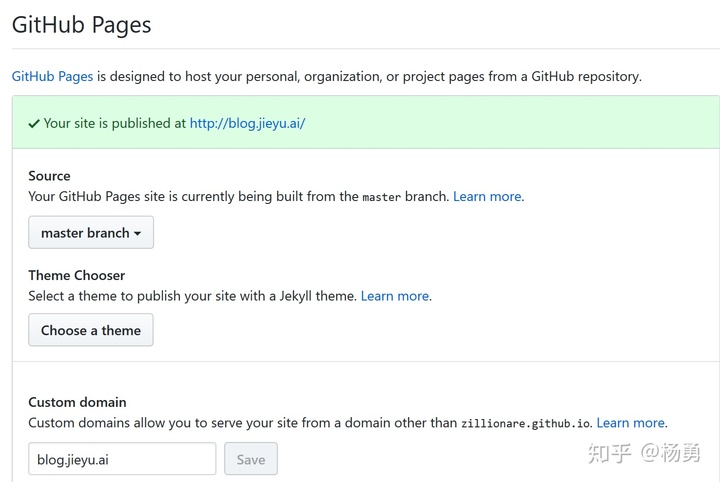 GitHub Pages
GitHub Pages is designed to host your personal, organization, or project pages from a GitHub repository.
✓ Your site is published at http://blog.jieyu.ai/
Source
Your GitHub Pages site is currently being built from the master branch. Learn more.
master branch
Theme Chooser
Select a theme to publish your site with a Jekyll theme. Learn more.
Choose a theme
Custom domain
Custom domains allow you to serve your site from a domain other than zillionare.github.io. Learn more.
blog.jieyu.ai Save
知乎 @杨勇